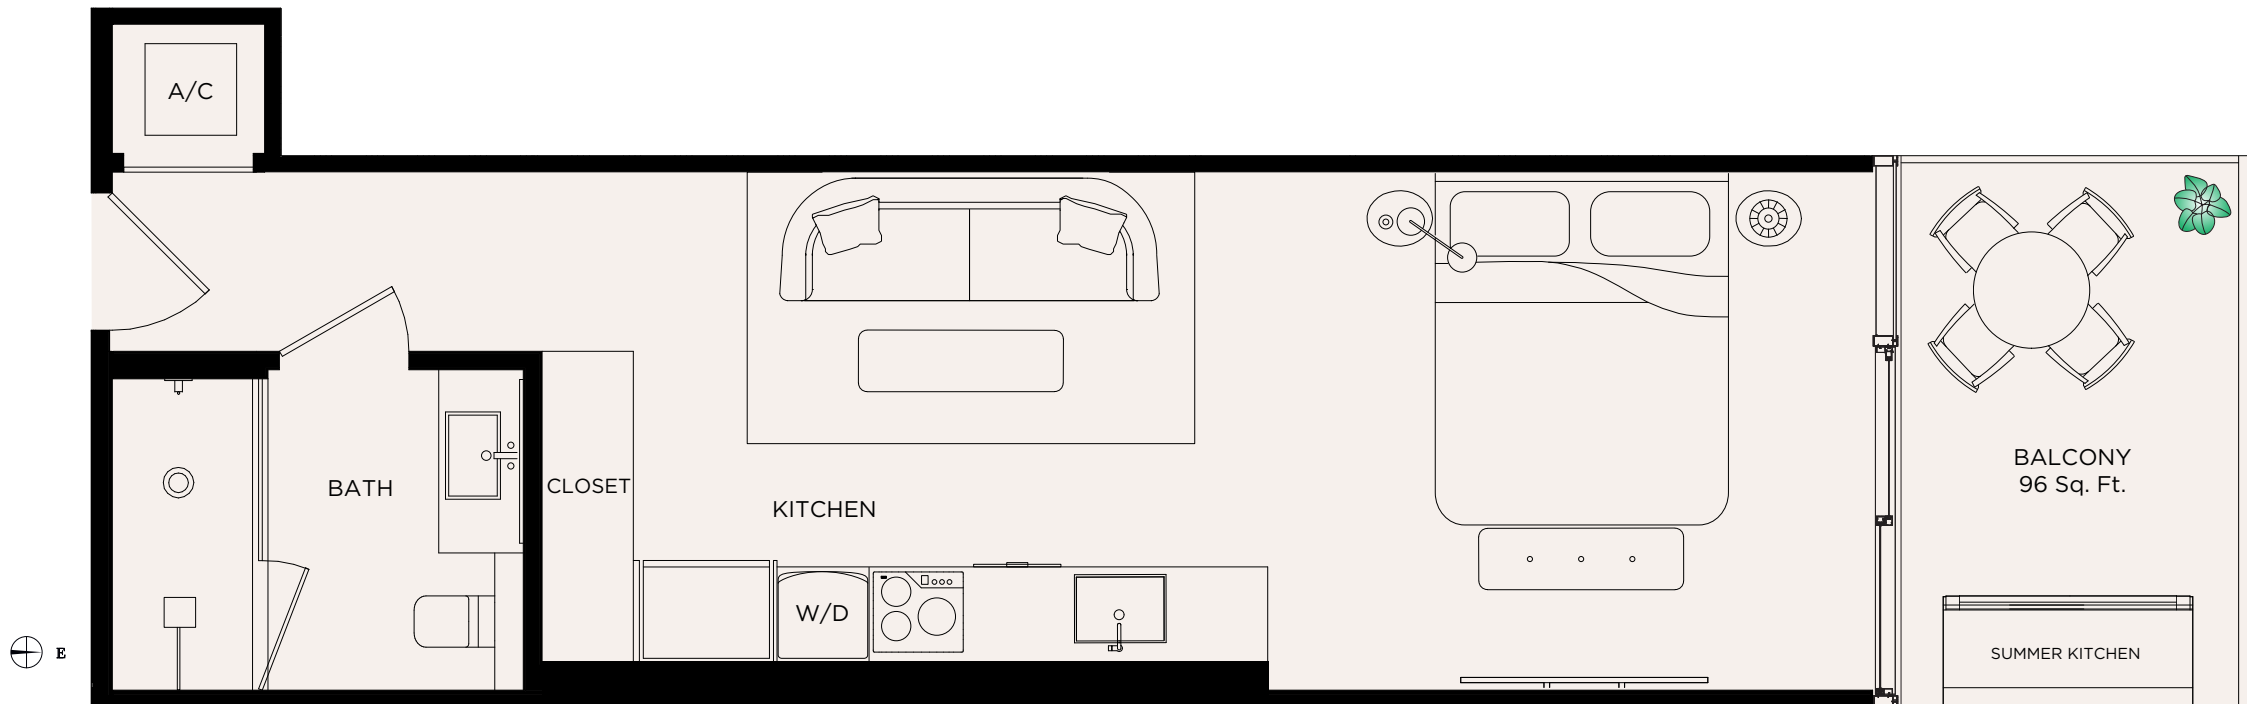 A/C
BATH
CLOSET
KITCHEN
W/D
BALCONY
96 Sq. Ft.
SUMMER KITCHEN
E